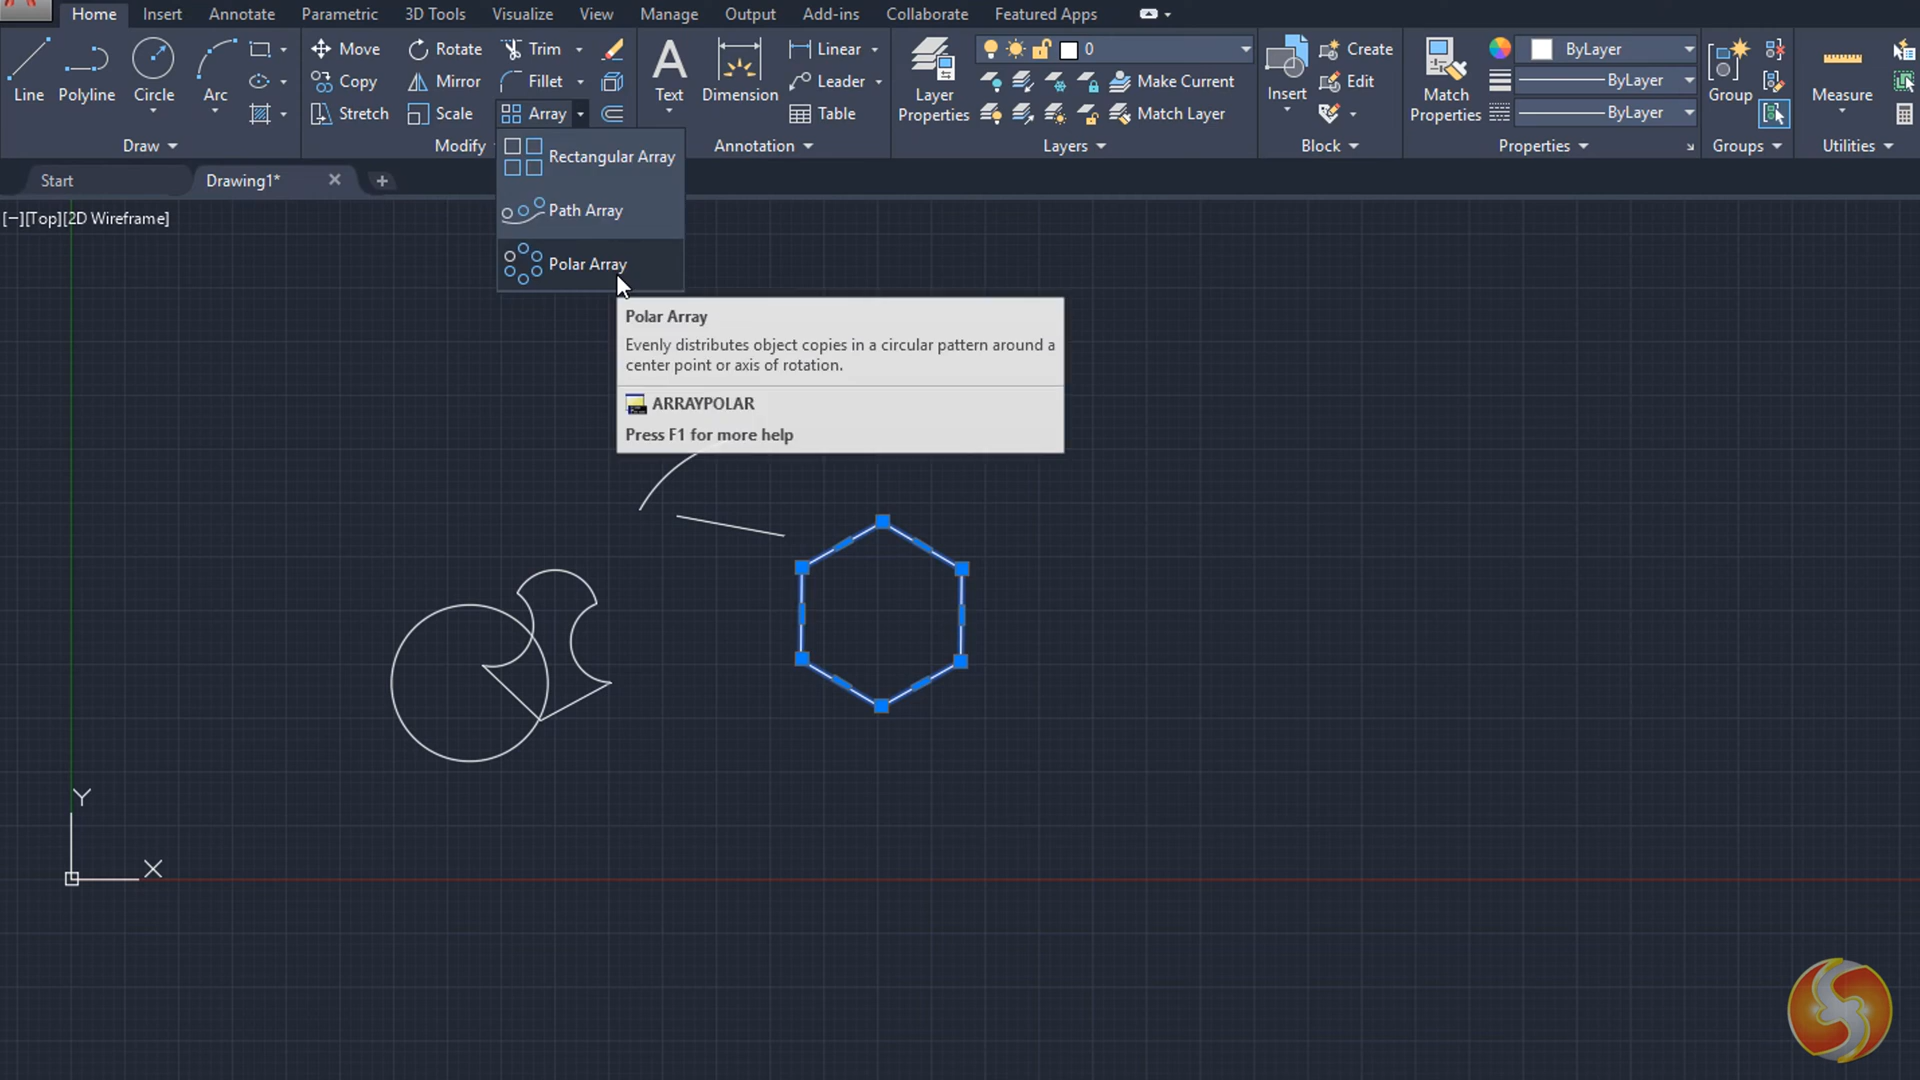 Home Insert Annotate Parametric 3D Tools Visualize View Manage Output Add-ins Collaborate Featured Apps
Line
Polyline
Circle
Arc
Draw
Move
Rotate
Trim
Copy
Mirror
Fillet
Stretch
Scale
Array
Modify
Text
Dimension
Linear
Leader
Table
Annotation
Layer
Properties
0
Make Current
Match Layer
Layers
Insert
Create
Edit
Block
Match
Properties
ByLayer
ByLayer
ByLayer
Properties
Group
Groups
Measure
Utilities
Rectangular Array
Path Array
Polar Array
Start
Drawing1*
[−][Top][2D Wireframe]
Polar Array
Evenly distributes object copies in a circular pattern around a
center point or axis of rotation.
ARRAYPOLAR
Press F1 for more help
Y
X